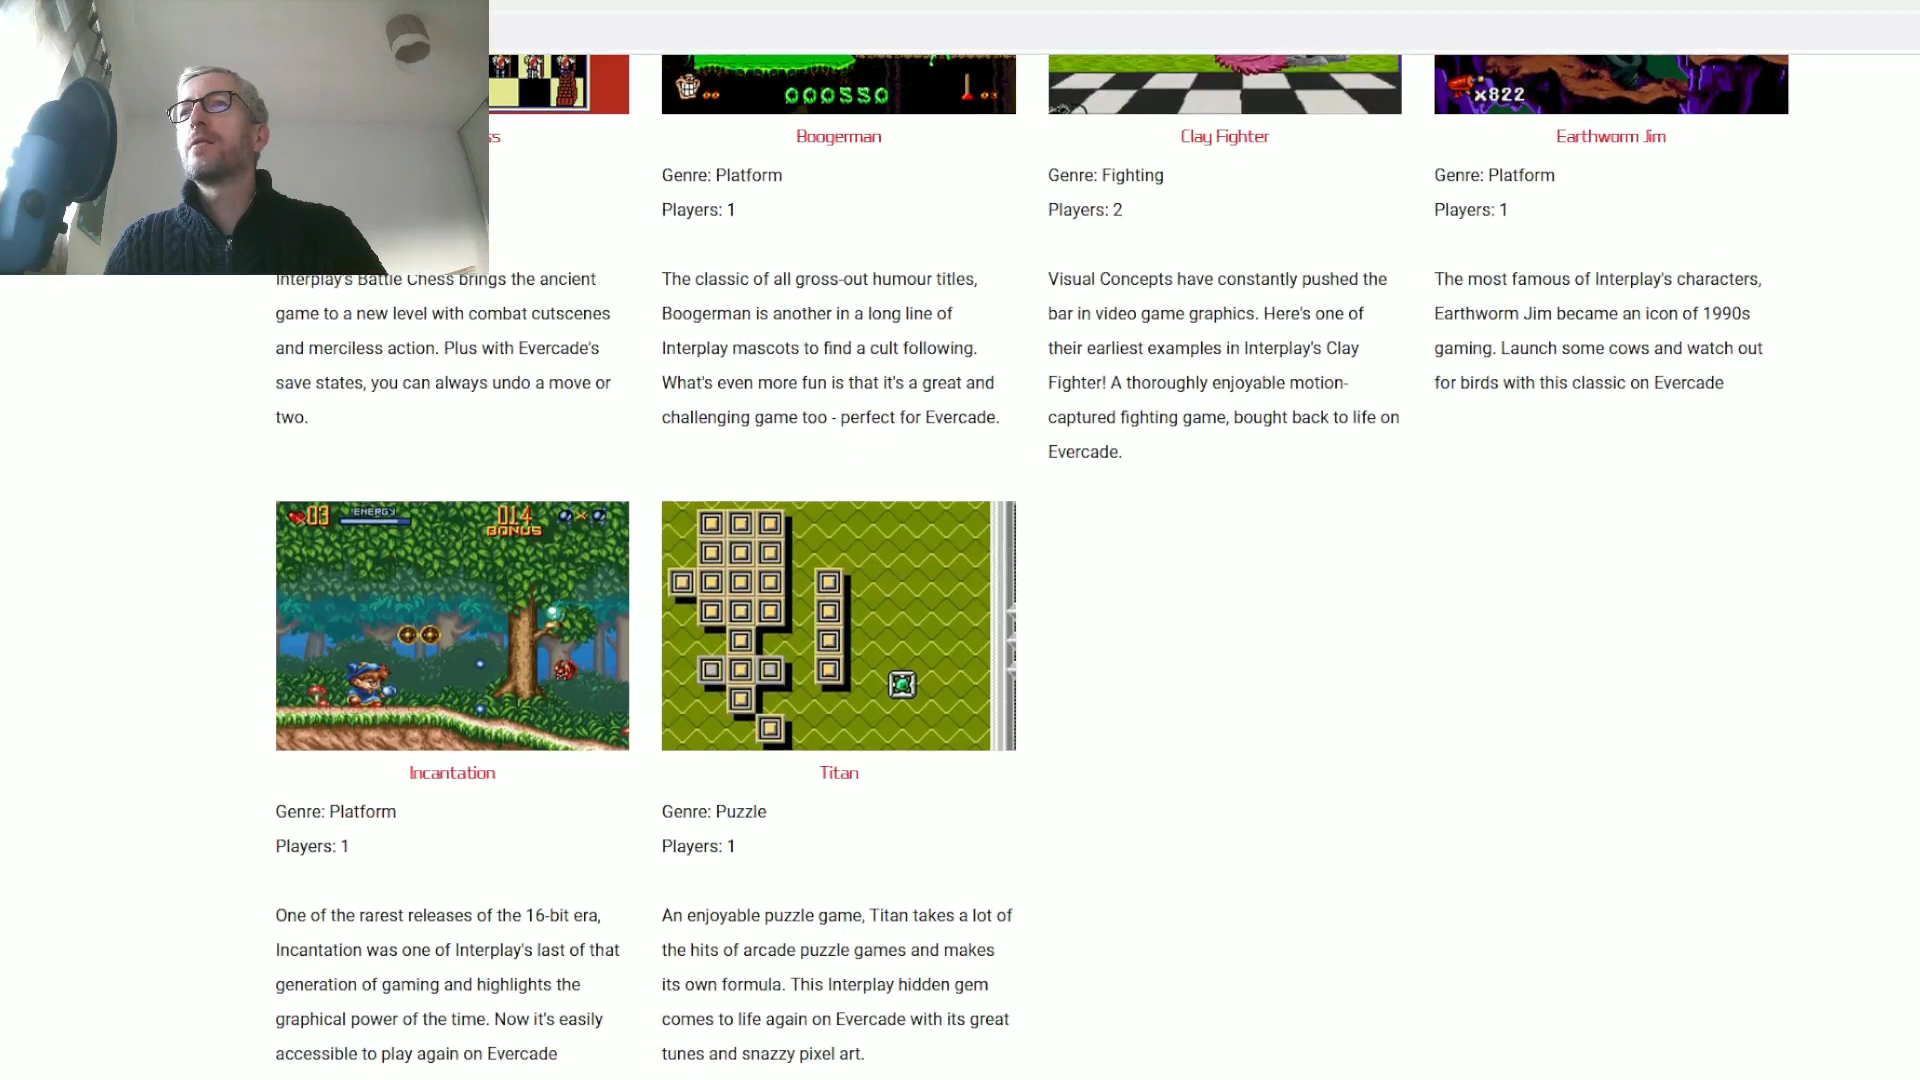 000550
x822
ss
Boogerman
Clay Fighter
Earthworm Jim
Genre: Platform
Players: 1
Genre: Fighting
Players: 2
Genre: Platform
Players: 1
Interplay's Battle Chess brings the ancient
game to a new level with combat cutscenes
and merciless action. Plus with Evercade's
save states, you can always undo a move or
two.
The classic of all gross-out humour titles,
Boogerman is another in a long line of
Interplay mascots to find a cult following.
What's even more fun is that it's a great and
challenging game too - perfect for Evercade.
Visual Concepts have constantly pushed the
bar in video game graphics. Here's one of
their earliest examples in Interplay's Clay
Fighter! A thoroughly enjoyable motion-
captured fighting game, bought back to life on
Evercade.
The most famous of Interplay's characters,
Earthworm Jim became an icon of 1990s
gaming. Launch some cows and watch out
for birds with this classic on Evercade
03
ENERGY
014
BONUS
Incantation
Genre: Platform
Players: 1
One of the rarest releases of the 16-bit era,
Incantation was one of Interplay's last of that
generation of gaming and highlights the
graphical power of the time. Now it's easily
accessible to play again on Evercade
Titan
Genre: Puzzle
Players: 1
An enjoyable puzzle game, Titan takes a lot of
the hits of arcade puzzle games and makes
its own formula. This Interplay hidden gem
comes to life again on Evercade with its great
tunes and snazzy pixel art.